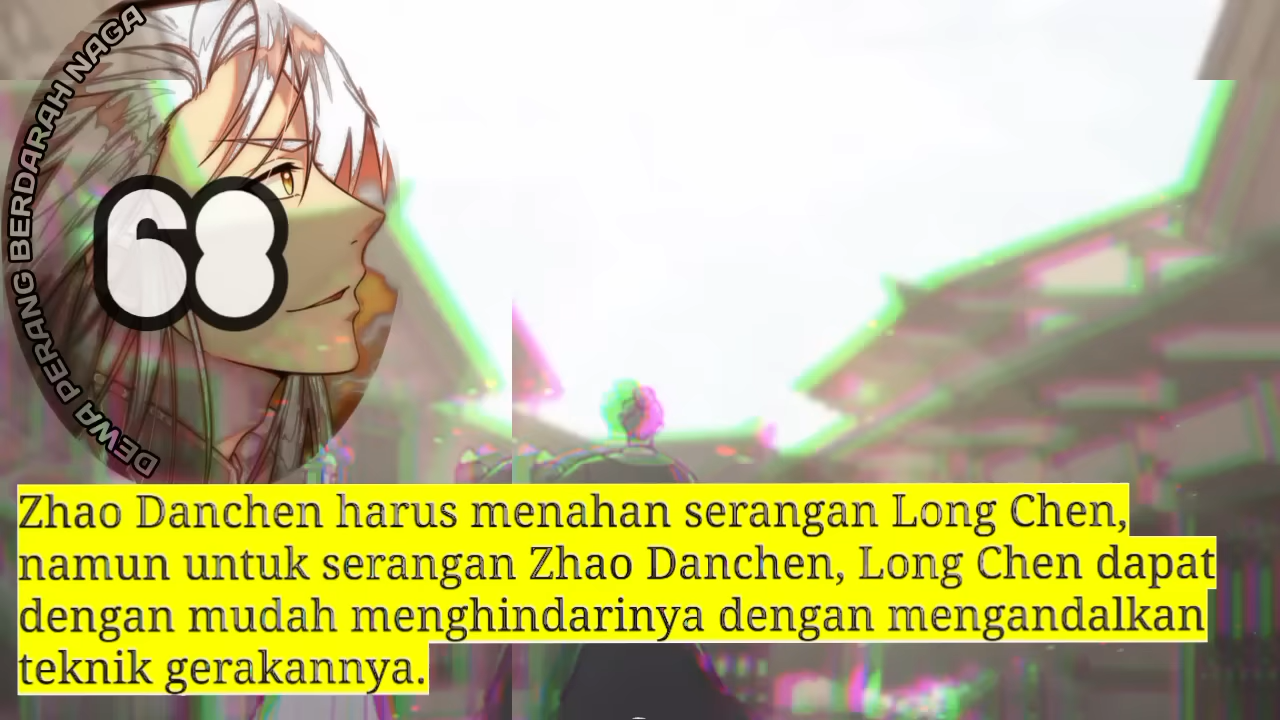 DEWA PERANG BERDARAH NAGA
68
Zhao Danchen harus menahan serangan Long Chen,
namun untuk serangan Zhao Danchen, Long Chen dapat
dengan mudah menghindarinya dengan mengandalkan
teknik gerakannya.